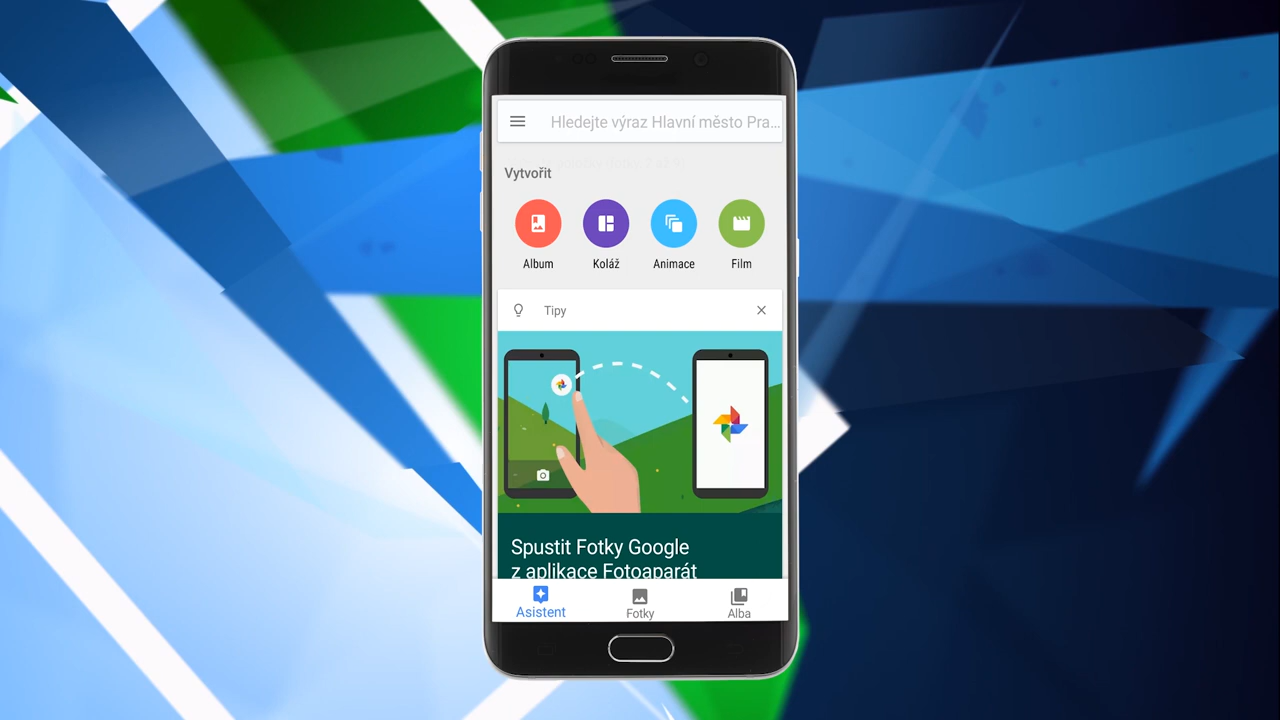 Hledejte výraz Hlavní město Pra...
Vytvořit
Album
Koláž
Animace
Film
Tipy
Spustit Fotky Google
z aplikace Fotoaparát
Asistent
Fotky
Alba